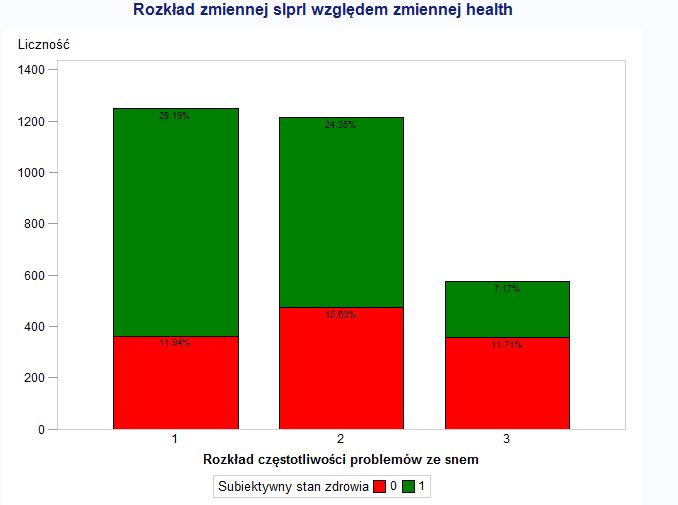 Rozkład zmiennej slprl względem zmiennej health
Liczność
1400
1200
1000
800
600
400
200
0
29.19%
24.35%
7.17%
11.94%
15.63%
11.71%
1 2 3
Rozkład częstotliwości problemów ze snem
Subiektywny stan zdrowia 0 1